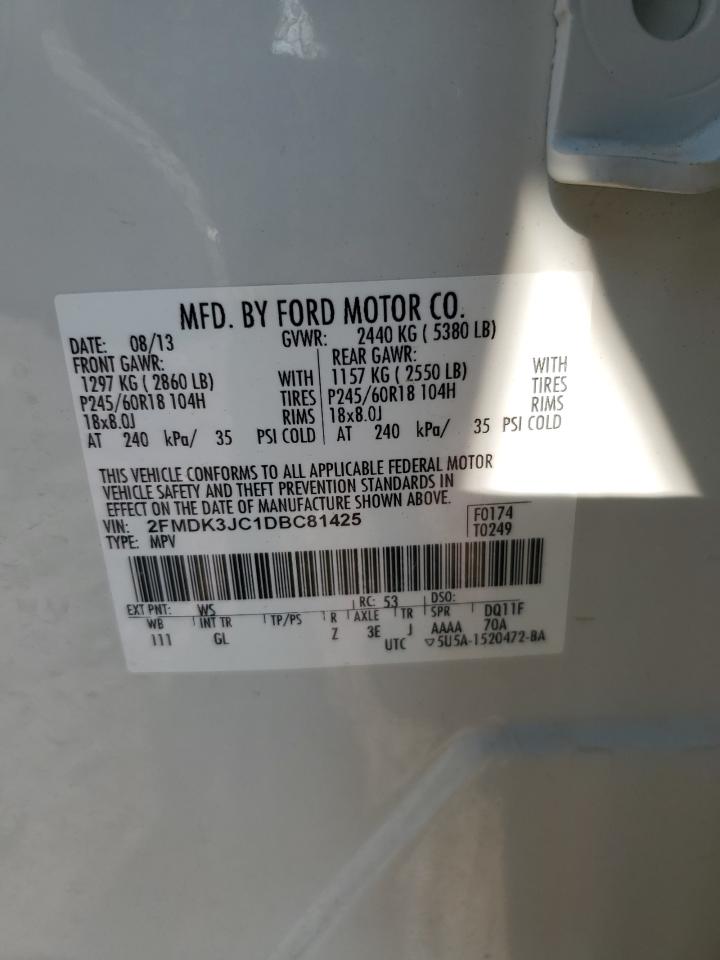 MFD. BY FORD MOTOR CO.
DATE: 08/13 GVWR: 2440 KG ( 5380 LB)
FRONT GAWR: REAR GAWR:
1297 KG ( 2860 LB) WITH 1157 KG ( 2550 LB) WITH
P245/60R18 104H TIRES P245/60R18 104H TIRES
18x8.0J RIMS 18x8.0J RIMS
AT 240 kPa/ 35 PSI COLD AT 240 kPa/ 35 PSI COLD
THIS VEHICLE CONFORMS TO ALL APPLICABLE FEDERAL MOTOR
VEHICLE SAFETY AND THEFT PREVENTION STANDARDS IN
EFFECT ON THE DATE OF MANUFACTURE SHOWN ABOVE.
VIN: 2FMDK3JC1DBC81425 F0174
TYPE: MPV T0249
EXT PNT: WS RC: 53 DSO:
WB INT TR TP/PS R AXLE TR SPR DQ11F
111 GL Z 3E J AAAA 70A
UTC ▽5U5A-1520472-BA